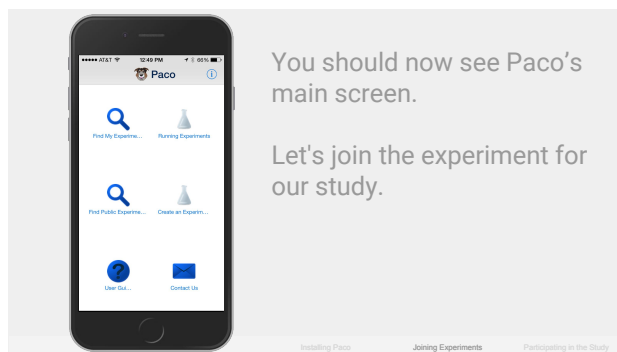 AT&T 12:49 PM 66%
Paco
Find My Experime... Running Experiments
Find Public Experime... Create an Experim...
User Gui... Contact Us
You should now see Paco’s
main screen.
Let's join the experiment for
our study.
Installing Paco Joining Experiments Participating in the Study